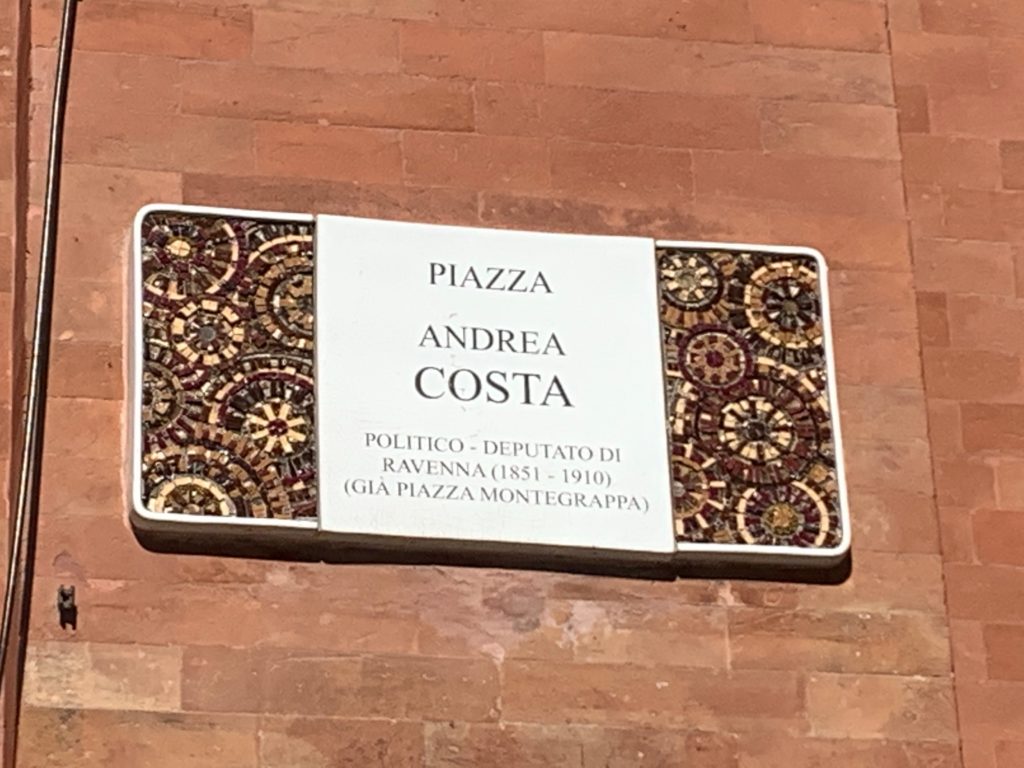 PIAZZA
ANDREA
COSTA
POLITICO - DEPUTATO DI
RAVENNA (1851 - 1910)
(GIÀ PIAZZA MONTEGRAPPA)